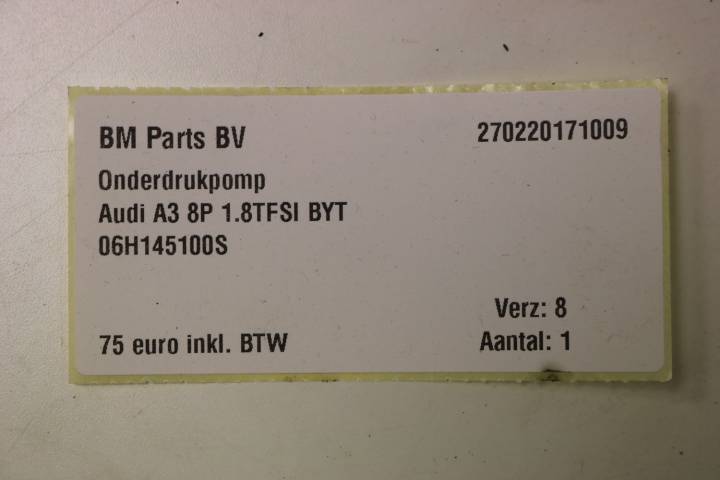 BM Parts BV
270220171009
Onderdrukpomp
Audi A3 8P 1.8TFSI BYT
06H145100S
Verz: 8
75 euro inkl. BTW
Aantal: 1